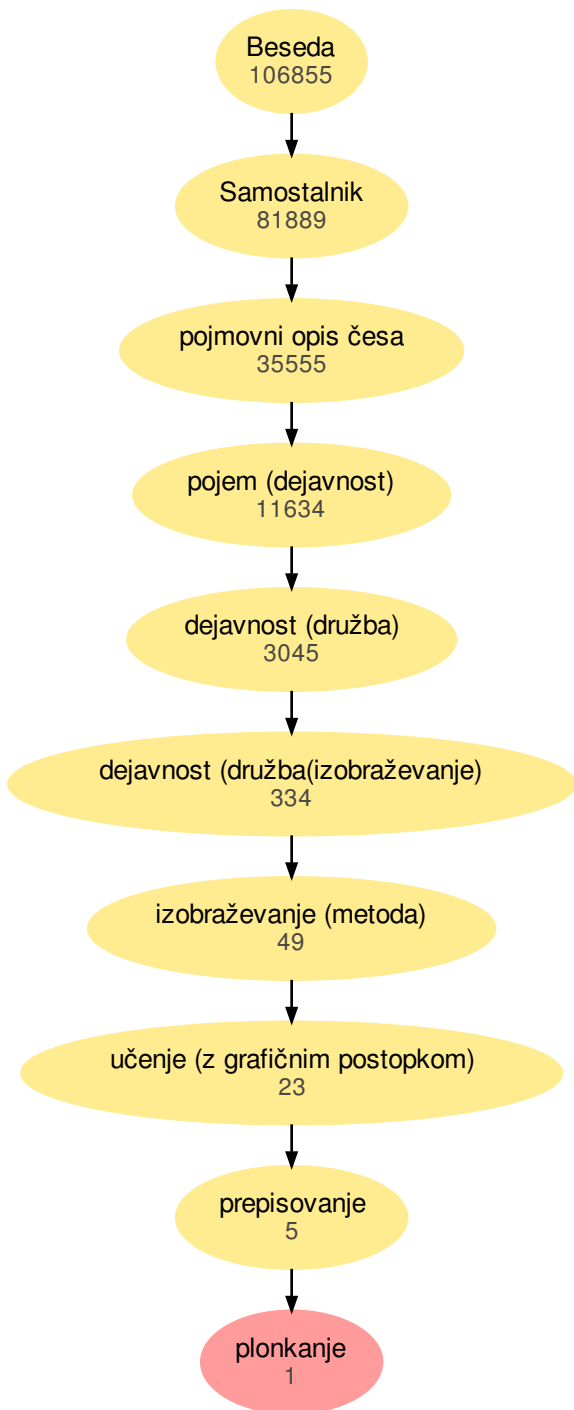 Beseda
106855
Samostalnik
81889
pojmovni opis česa
35555
pojem (dejavnost)
11634
dejavnost (družba)
3045
dejavnost (družba(izobraževanje)
334
izobraževanje (metoda)
49
učenje (z grafičnim postopkom)
23
prepisovanje
5
plonkanje
1